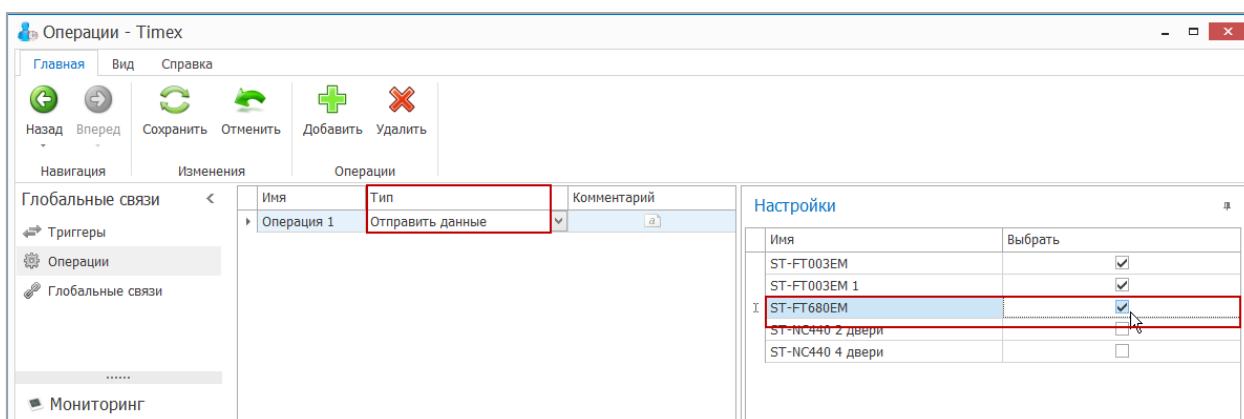 Операции - Timex
Главная Вид Справка
Назад Вперед Сохранить Отменить Добавить Удалить
Навигация Изменения Операции
Глобальные связи
Триггеры
Операции
Глобальные связи
Мониторинг
Имя Тип Комментарий
Операция 1 Отправить данные a
Настройки
Имя Выбрать
ST-FT003EM
ST-FT003EM 1
ST-FT680EM
ST-NC440 2 двери
ST-NC440 4 двери